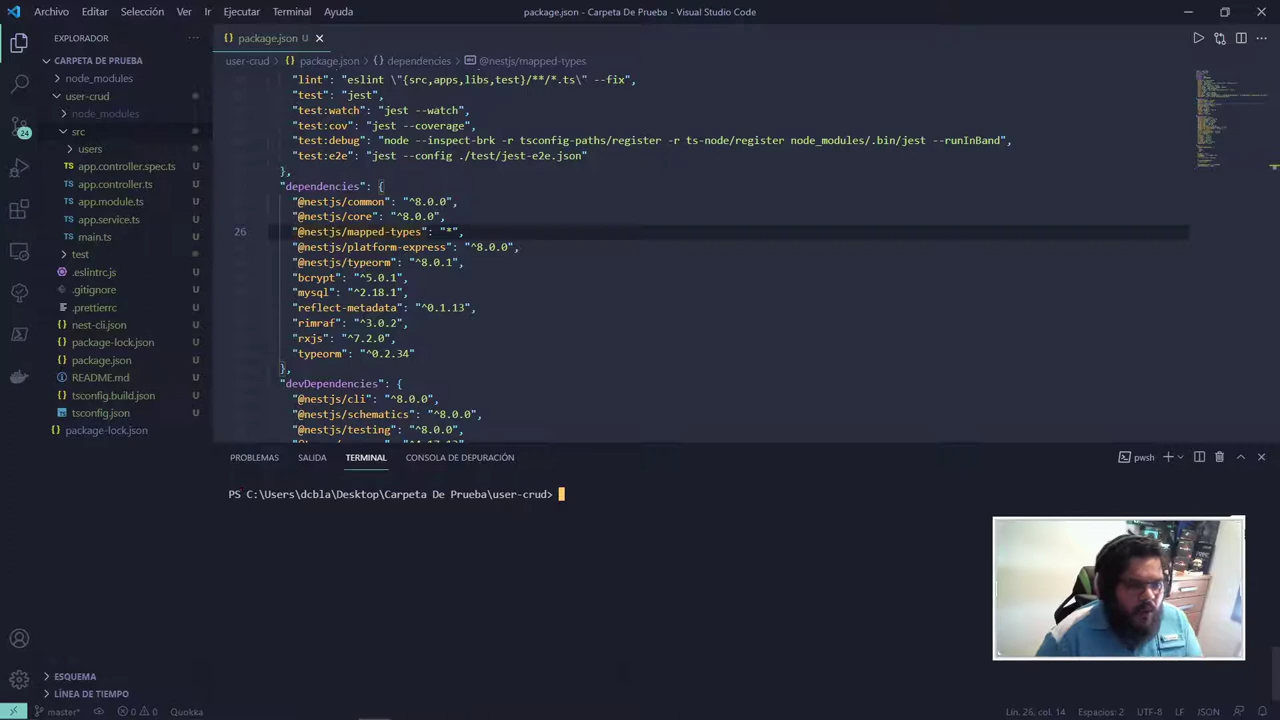 Archivo Editar Selección Ver Ir Ejecutar Terminal Ayuda
package.json - Carpeta De Prueba - Visual Studio Code
EXPLORADOR ...
{} package.json U ×
CARPETA DE PRUEBA
user-crud > {} package.json > {} dependencies > @nestjs/mapped-types
node_modules
user-crud
node_modules
src
users
app.controller.spec.ts U
app.controller.ts U
app.module.ts U
app.service.ts U
main.ts U
test
.eslintrc.js U
.gitignore U
.prettierrc U
nest-cli.json U
package-lock.json U
package.json U
README.md U
tsconfig.build.json U
tsconfig.json U
package-lock.json U
24
ESQUEMA
LÍNEA DE TIEMPO
"lint": "eslint \"{src,apps,libs,test}/**/*.ts\" --fix",
"test": "jest",
"test:watch": "jest --watch",
"test:cov": "jest --coverage",
"test:debug": "node --inspect-brk -r tsconfig-paths/register -r ts-node/register node_modules/.bin/jest --runInBand",
"test:e2e": "jest --config ./test/jest-e2e.json"
},
"dependencies": {
"@nestjs/common": "^8.0.0",
"@nestjs/core": "^8.0.0",
26 "@nestjs/mapped-types": "*",
"@nestjs/platform-express": "^8.0.0",
"@nestjs/typeorm": "^8.0.1",
"bcrypt": "^5.0.1",
"mysql": "^2.18.1",
"reflect-metadata": "^0.1.13",
"rimraf": "^3.0.2",
"rxjs": "^7.2.0",
"typeorm": "^0.2.34"
},
"devDependencies": {
"@nestjs/cli": "^8.0.0",
"@nestjs/schematics": "^8.0.0",
"@nestjs/testing": "^8.0.0",
PROBLEMAS SALIDA TERMINAL CONSOLA DE DEPURACIÓN
pwsh
PS C:\Users\dcbla\Desktop\Carpeta De Prueba\user-crud>
master* 0 0 Quokka
Lín. 26, col. 14 Espacios: 2 UTF-8 LF JSON